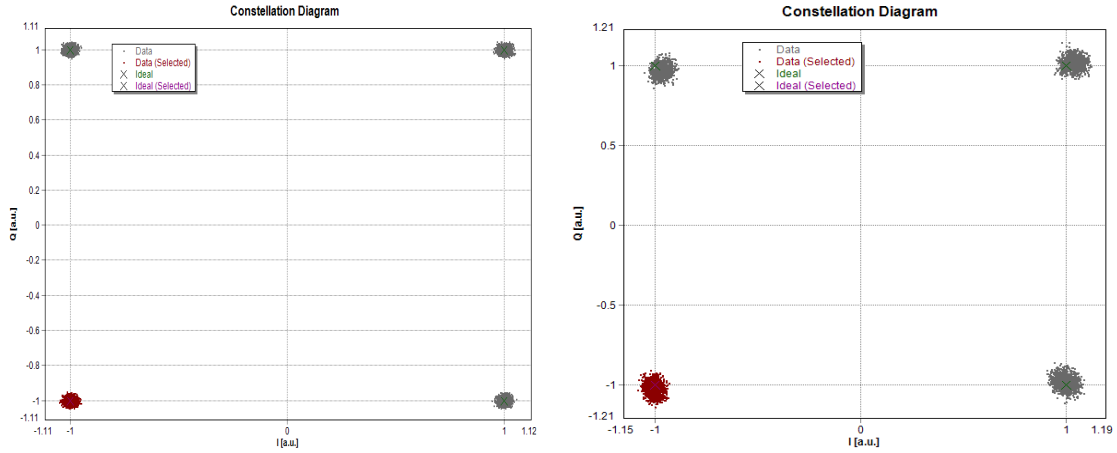 Constellation Diagram
1.11
1
0.8
0.6
0.4
0.2
0
-0.2
-0.4
-0.6
-0.8
-1
-1.11
Q [a.u.]
Data
Data (Selected)
Ideal
Ideal (Selected)
-1.11 -1 0 1 1.12
I [a.u.]
Constellation Diagram
1.21
1
0.5
0
-0.5
-1
-1.21
Q [a.u.]
Data
Data (Selected)
Ideal
Ideal (Selected)
-1.15 -1 0 1 1.19
I [a.u.]